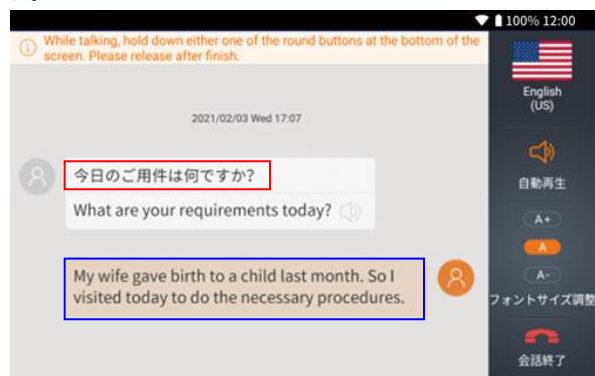 100% 12:00
While talking, hold down either one of the round buttons at the bottom of the
screen. Please release after finish.
English
(US)
2021/02/03 Wed 17:07
今日のご用件は何ですか?
What are your requirements today?
自動再生
A+
A
A-
フォントサイズ調整
My wife gave birth to a child last month. So I
visited today to do the necessary procedures.
会話終了